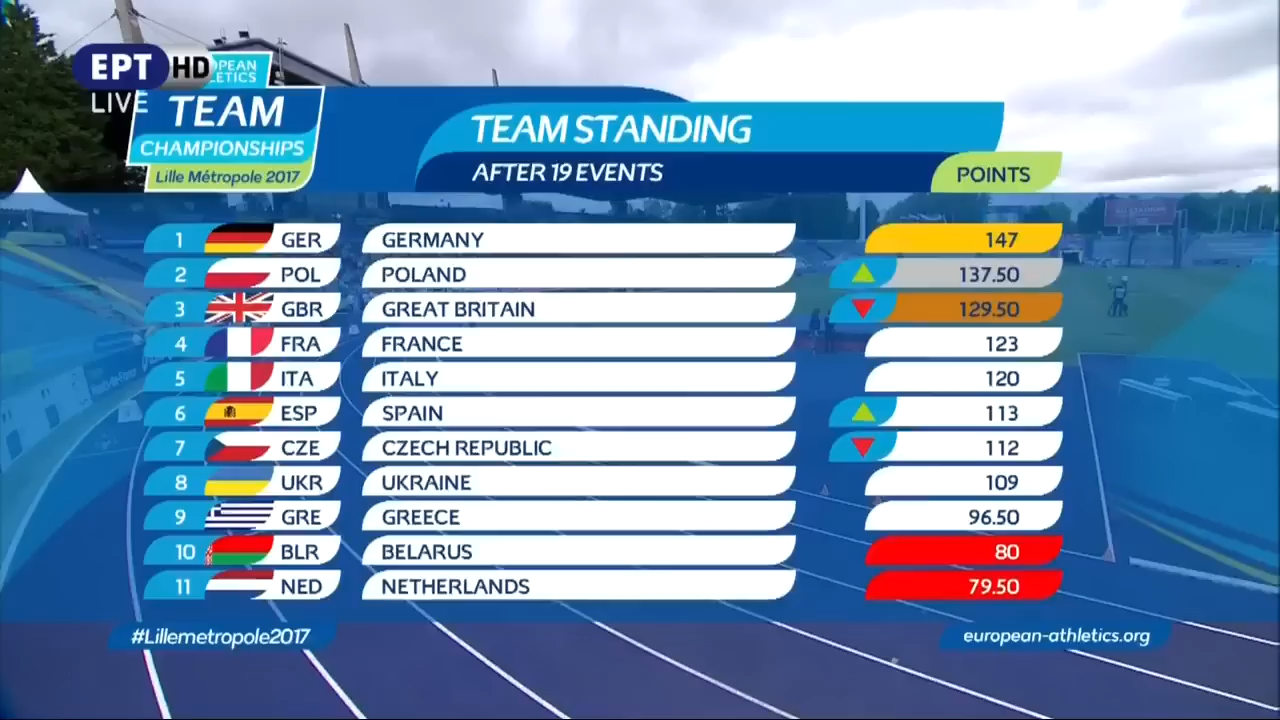 ΕΡΤ HD
LIVE
TEAM
CHAMPIONSHIPS
Lille Métropole 2017
TEAM STANDING
AFTER 19 EVENTS
POINTS
1 GER GERMANY 147
2 POL POLAND 137.50
3 GBR GREAT BRITAIN 129.50
4 FRA FRANCE 123
5 ITA ITALY 120
6 ESP SPAIN 113
7 CZE CZECH REPUBLIC 112
8 UKR UKRAINE 109
9 GRE GREECE 96.50
10 BLR BELARUS 80
11 NED NETHERLANDS 79.50
#Lillemetropole2017
european-athletics.org